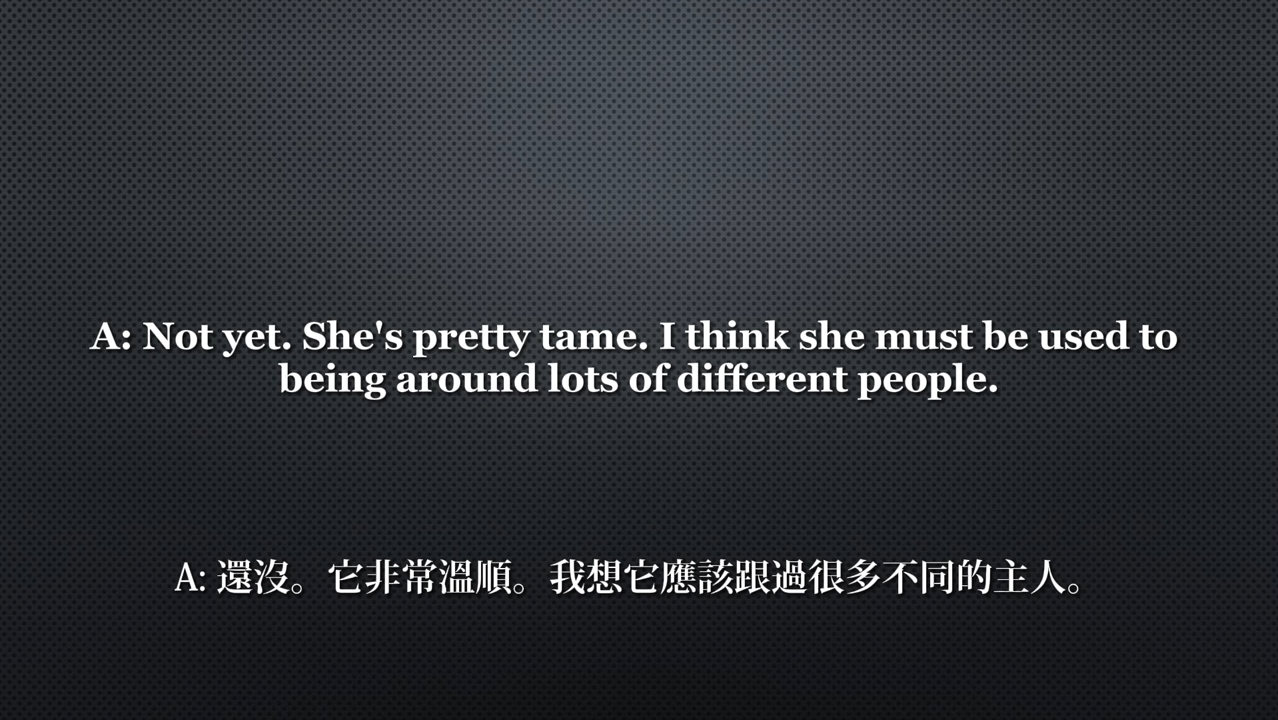 A: Not yet. She's pretty tame. I think she must be used to
being around lots of different people.
A: 還沒。它非常溫順。我想它應該跟過很多不同的主人。